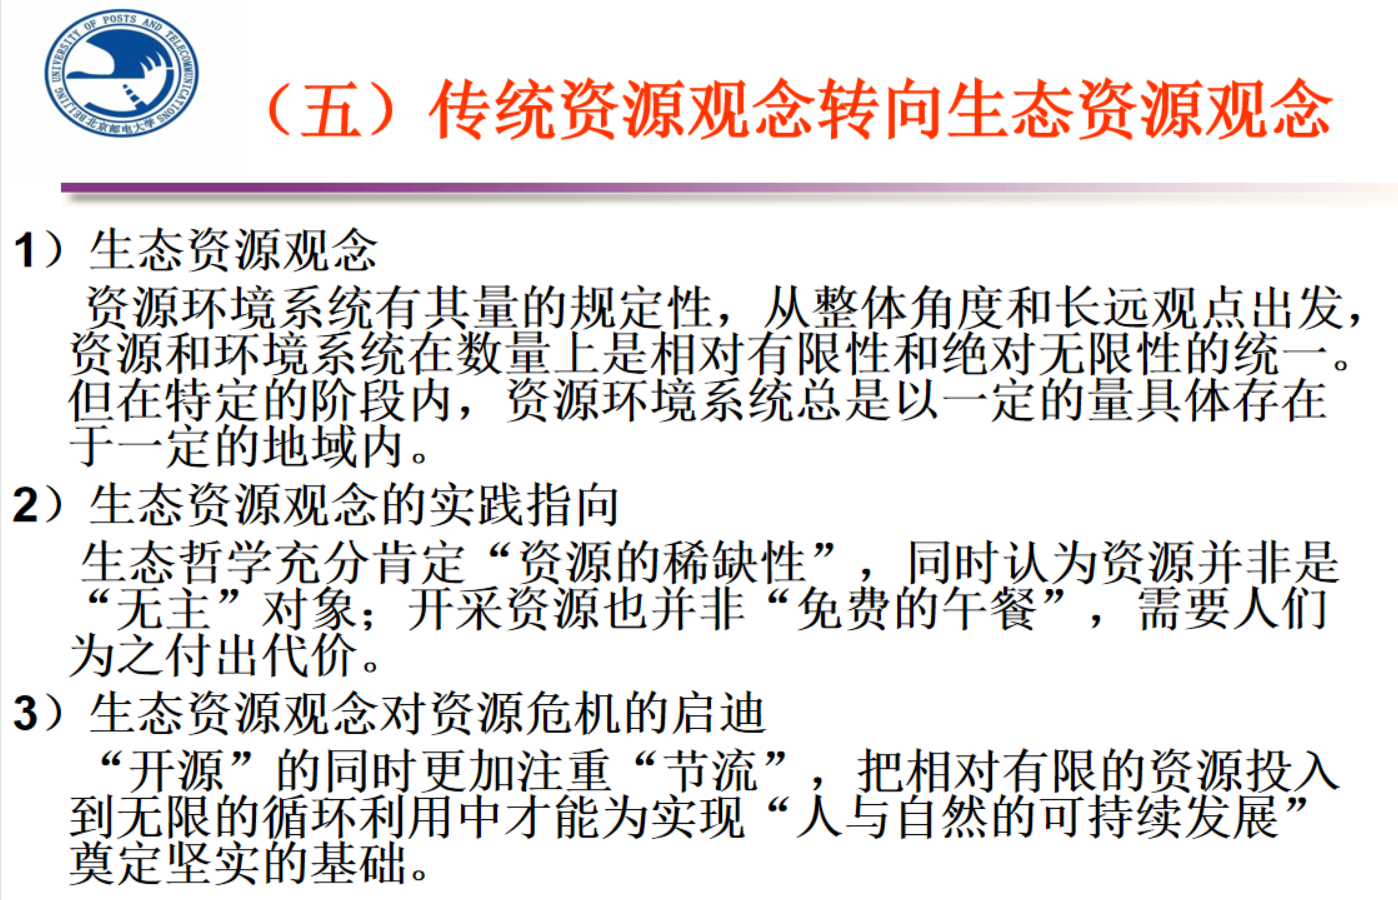 BEIJING UNIVERSITY OF POSTS AND TELECOMMUNICATIONS
北京邮电大学
（五）传统资源观念转向生态资源观念
1）生态资源观念
资源环境系统有其量的规定性，从整体角度和长远观点出发，
资源和环境系统在数量上是相对有限性和绝对无限性的统一。
但在特定的阶段内，资源环境系统总是以一定的量具体存在
于一定的地域内。
2）生态资源观念的实践指向
生态哲学充分肯定“资源的稀缺性”，同时认为资源并非是
“无主”对象；开采资源也并非“免费的午餐”，需要人们
为之付出代价。
3）生态资源观念对资源危机的启迪
“开源”的同时更加注重“节流”，把相对有限的资源投入
到无限的循环利用中才能为实现“人与自然的可持续发展”
奠定坚实的基础。